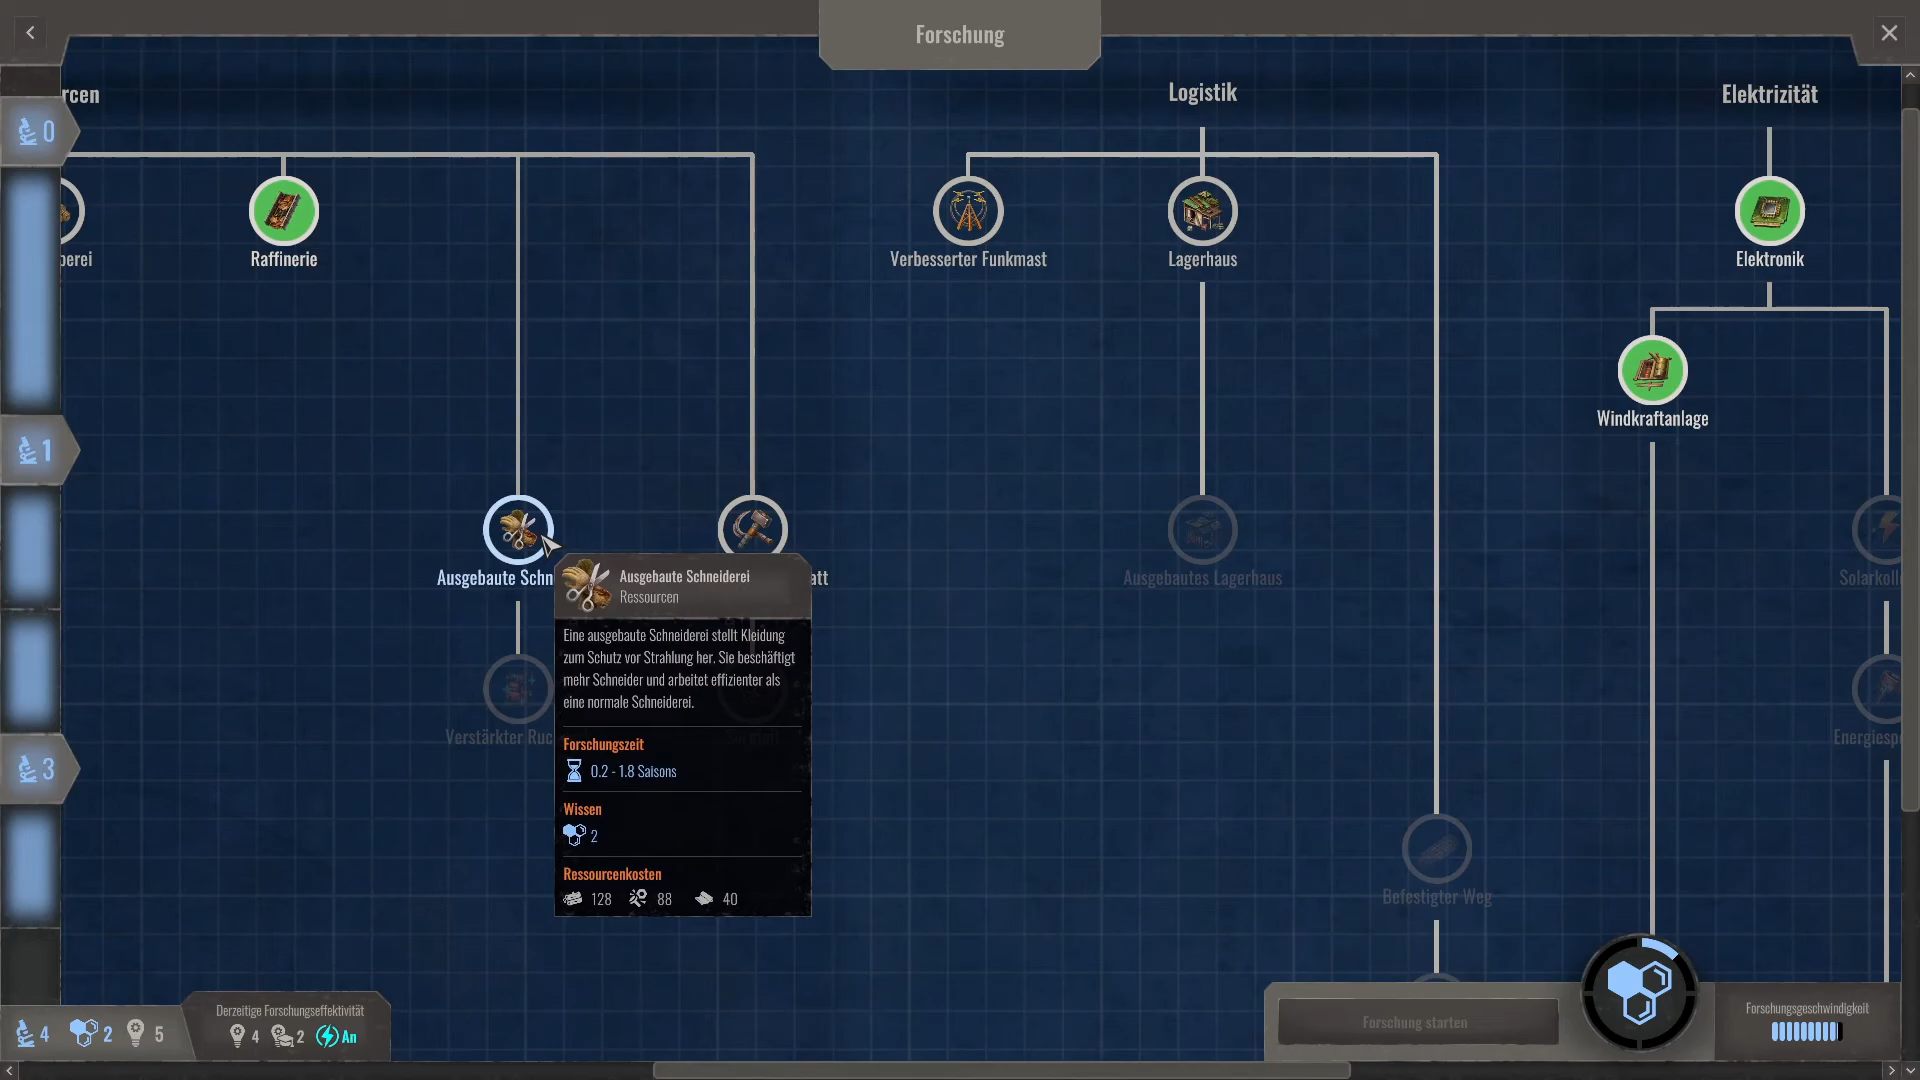 Forschung
rcen
Logistik
Elektrizität
0
berei
Raffinerie
Verbesserter Funkmast
Lagerhaus
Elektronik
Windkraftanlage
1
Ausgebaute Schn
att
Ausgebautes Lagerhaus
Solarkolle
Ausgebaute Schneiderei
Ressourcen
Eine ausgebaute Schneiderei stellt Kleidung
zum Schutz vor Strahlung her. Sie beschäftigt
mehr Schneider und arbeitet effizienter als
eine normale Schneiderei.
Forschungszeit
0.2 - 1.8 Saisons
Wissen
2
Ressourcenkosten
128 88 40
Verstärkter Ruc
Energiespe
3
Befestigter Weg
4 2 5
Derzeitige Forschungseffektivität
4 2 An
Forschung starten
Forschungsgeschwindigkeit